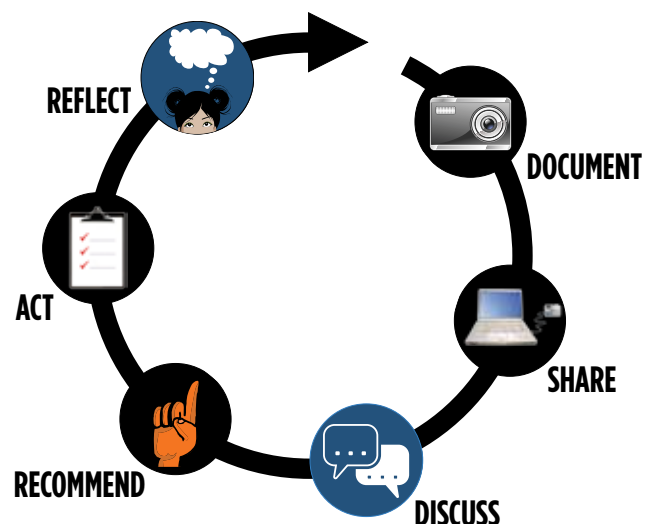 REFLECT
DOCUMENT
ACT
SHARE
RECOMMEND
DISCUSS